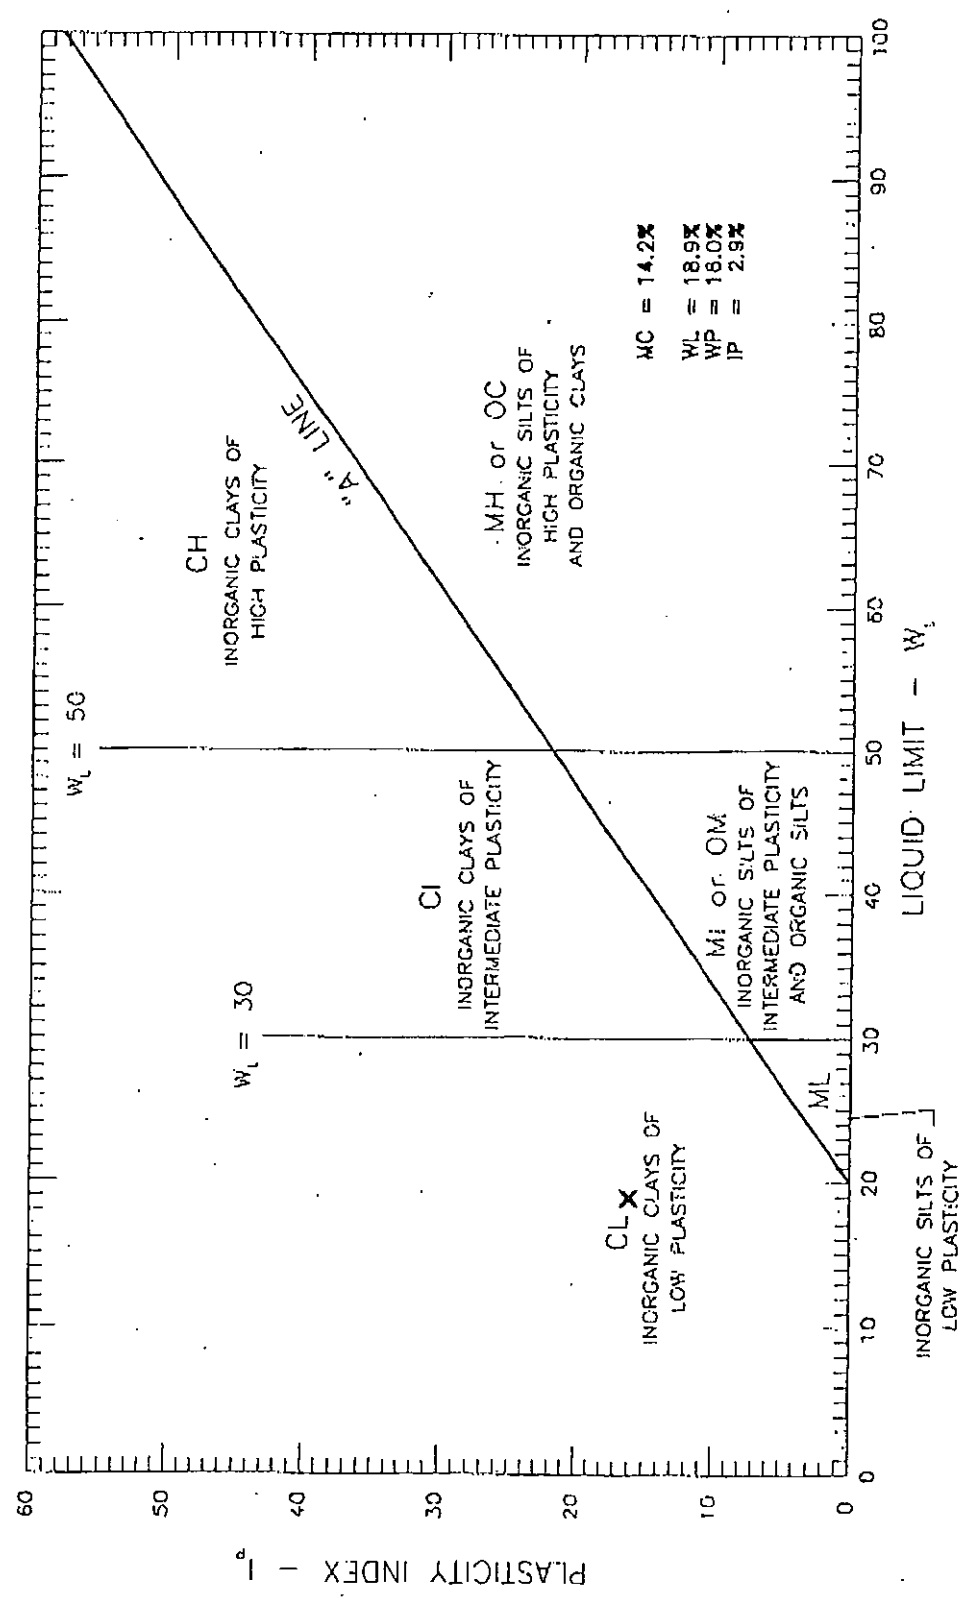 PLASTICITY INDEX - Ip
60
50
40
30
20
10
0
WL = 50
WL = 30
CH
INORGANIC CLAYS OF
HIGH PLASTICITY
"A" LINE
CI
INORGANIC CLAYS OF
INTERMEDIATE PLASTICITY
MH or OC
INORGANIC SILTS OF
HIGH PLASTICITY
AND ORGANIC CLAYS
CL X
INORGANIC CLAYS OF
LOW PLASTICITY
MI or OM
INORGANIC SILTS OF
INTERMEDIATE PLASTICITY
AND ORGANIC SILTS
ML
MC = 14.2%
WL = 18.9%
WP = 16.0%
IP = 2.9%
0
10
20
30
40
50
60
70
80
90
100
LIQUID LIMIT - WL
INORGANIC SILTS OF
LOW PLASTICITY